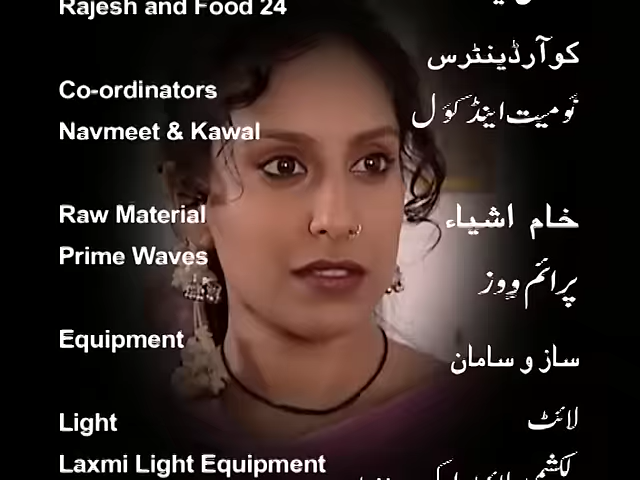 Rajesh and Food 24
کوآرڈینٹرس
Co-ordinators
نومیت اینڈ کول
Navmeet & Kawal
Raw Material
خام اشیاء
Prime Waves
پرائم ویوز
Equipment
ساز و سامان
Light
لائٹ
Laxmi Light Equipment